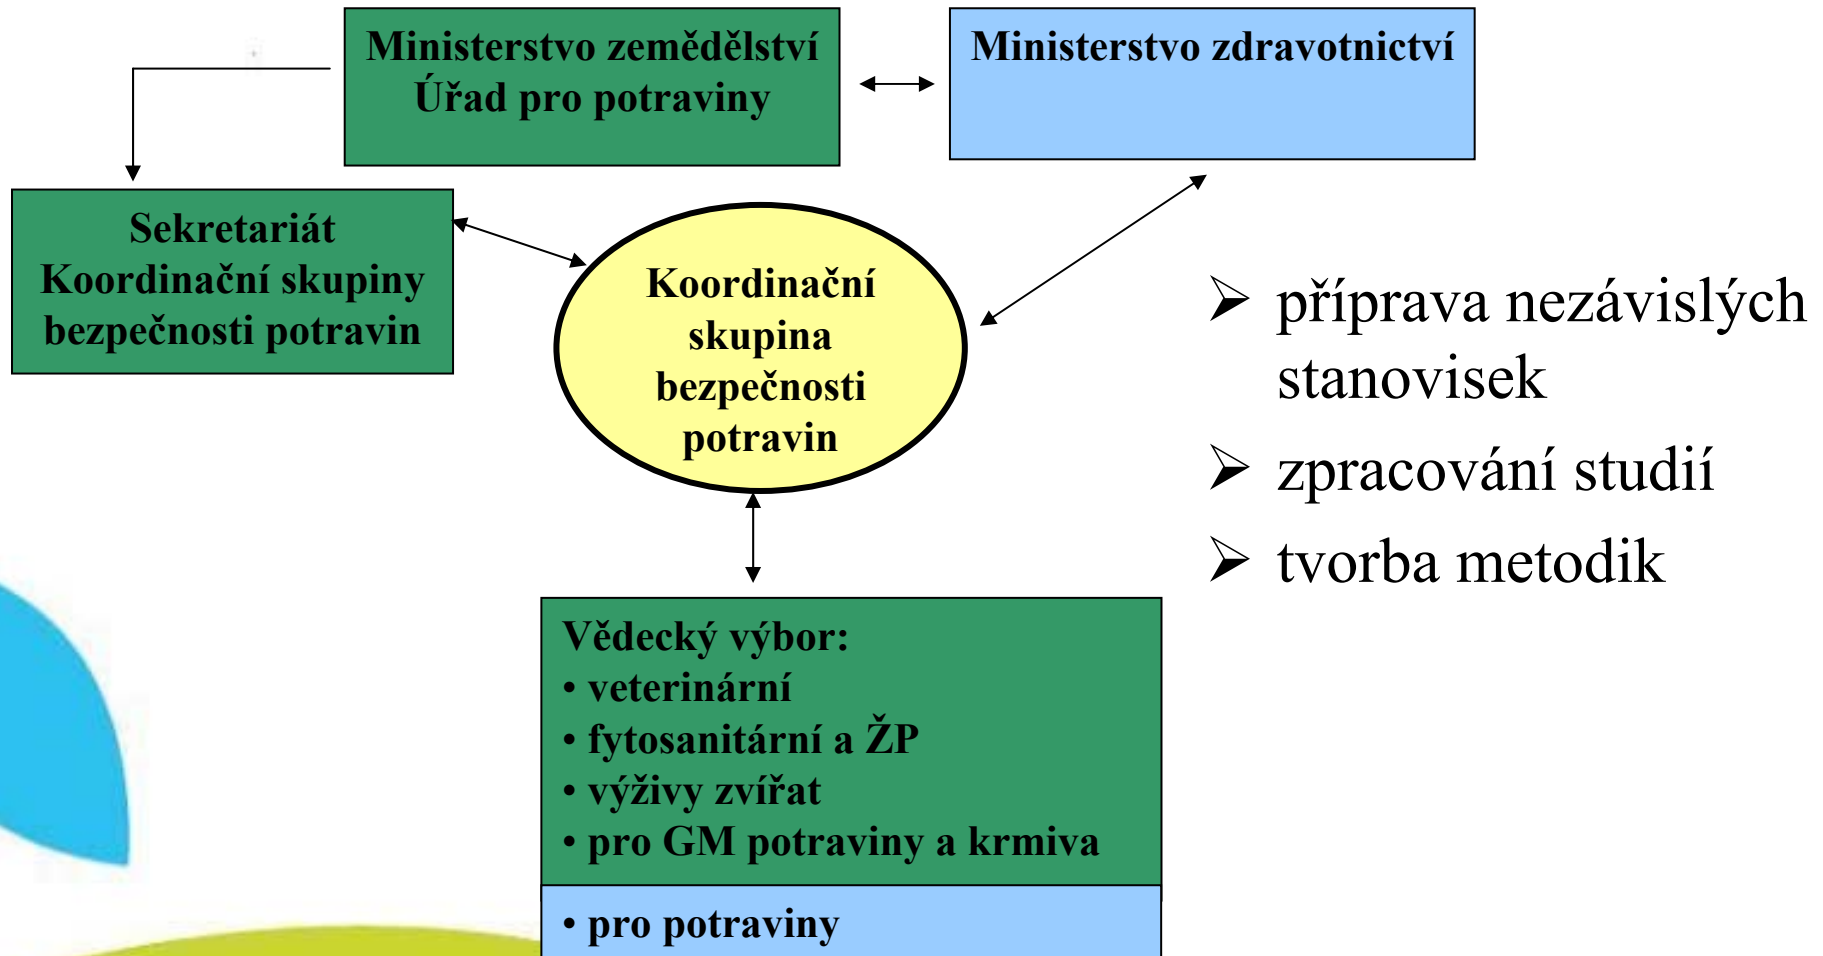 Ministerstvo zemědělství
Úřad pro potraviny
Ministerstvo zdravotnictví
Sekretariát
Koordinační skupiny
bezpečnosti potravin
Koordinační
skupina
bezpečnosti
potravin
➢ příprava nezávislých
stanovisek
➢ zpracování studií
➢ tvorba metodik
Vědecký výbor:
• veterinární
• fytosanitární a ŽP
• výživy zvířat
• pro GM potraviny a krmiva
• pro potraviny